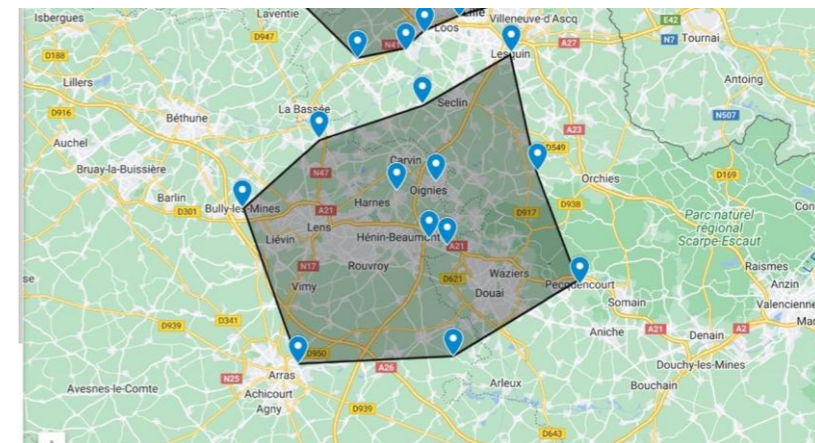 Isbergues
Laventie
Lille
Villeneuve-d'Ascq
E42
D947
N41
Loos
A27
N7
Tournai
D188
Lesquin
Lillers
Antoing
La Bassée
Seclin
D916
Béthune
N507
A23
Auchel
D549
Bruay-la-Buissière
N47
Carvin
Oignies
Orchies
D169
Barlin
D301
Bully-les-Mines
A21
Harnes
D917
D938
Parc naturel
régional
Scarpe-Escaut
Lens
Liévin
Hénin-Beaumont
A21
N17
Rouvroy
Raismes
Vimy
D621
Waziers
Douai
Pecquencourt
Anzin
Somain
Valencienne
D939
D341
Aniche
A21
Denain
A2
D950
Arras
A26
Douchy-les-Mines
N25
Avesnes-le-Comte
Achicourt
Agny
Arleux
Bouchain
D939
D643